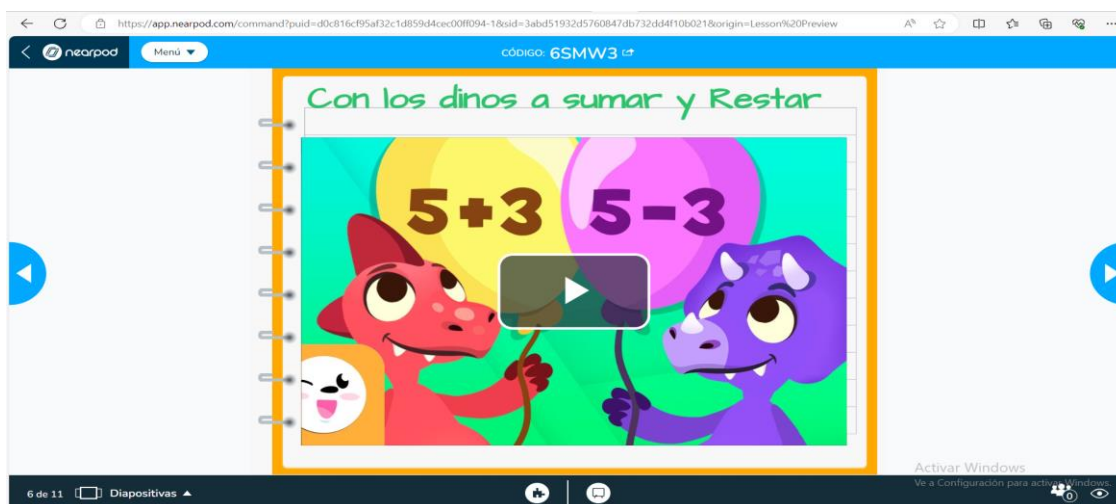 https://app.nearpod.com/command?puid=d0c816cf95af32c1d859d4cec00ff094-1&sid=3abd51932d5760847db732dd4f10b021&origin=Lesson%20Preview
nearpod
Menú
CÓDIGO: 6SMW3
Con los dinos a sumar y Restar
5+3 5-3
Activar Windows
Ve a Configuración para activar Windows.
6 de 11 Diapositivas
0